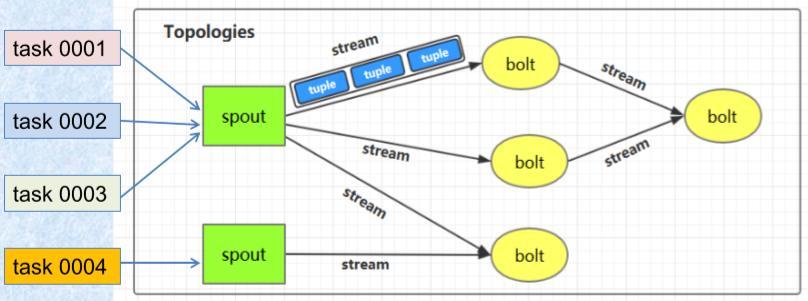 Topologies
task 0001
task 0002
task 0003
task 0004
spout
spout
stream
tuple
tuple
tuple
stream
stream
stream
bolt
bolt
bolt
stream
stream
bolt